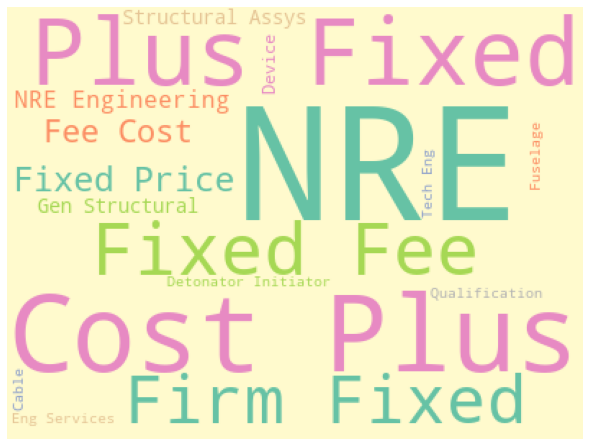 Structural Assys
Plus Fixed
Device
NRE Engineering
NRE
Fee Cost
Fuselage
Tech Eng
Fixed Price
Gen Structural
Fixed Fee
Detonator Initiator
Qualification
Cost Plus
Cable
Firm Fixed
Eng Services